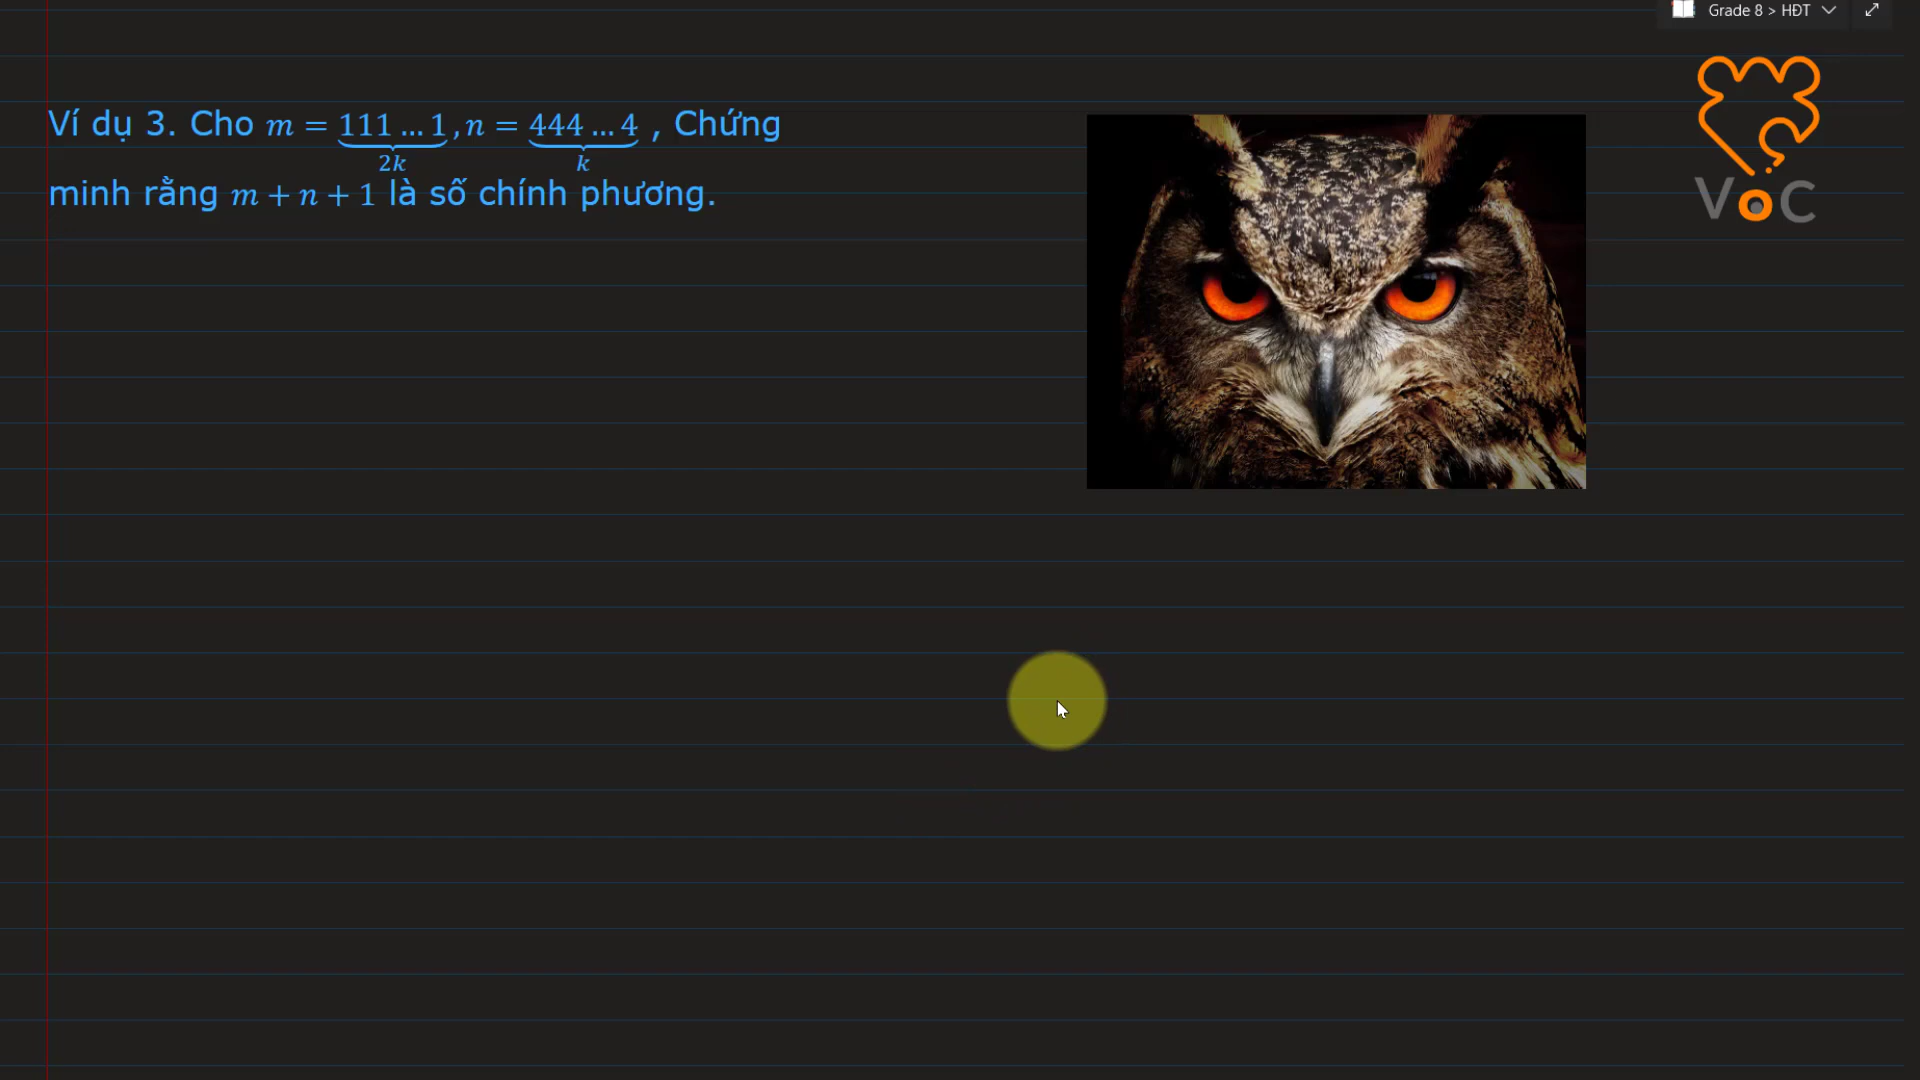 Grade 8 > HĐT
Ví dụ 3. Cho m = 111 … 1, n = 444 … 4 , Chứng
2k k
minh rằng m + n + 1 là số chính phương.
VoC